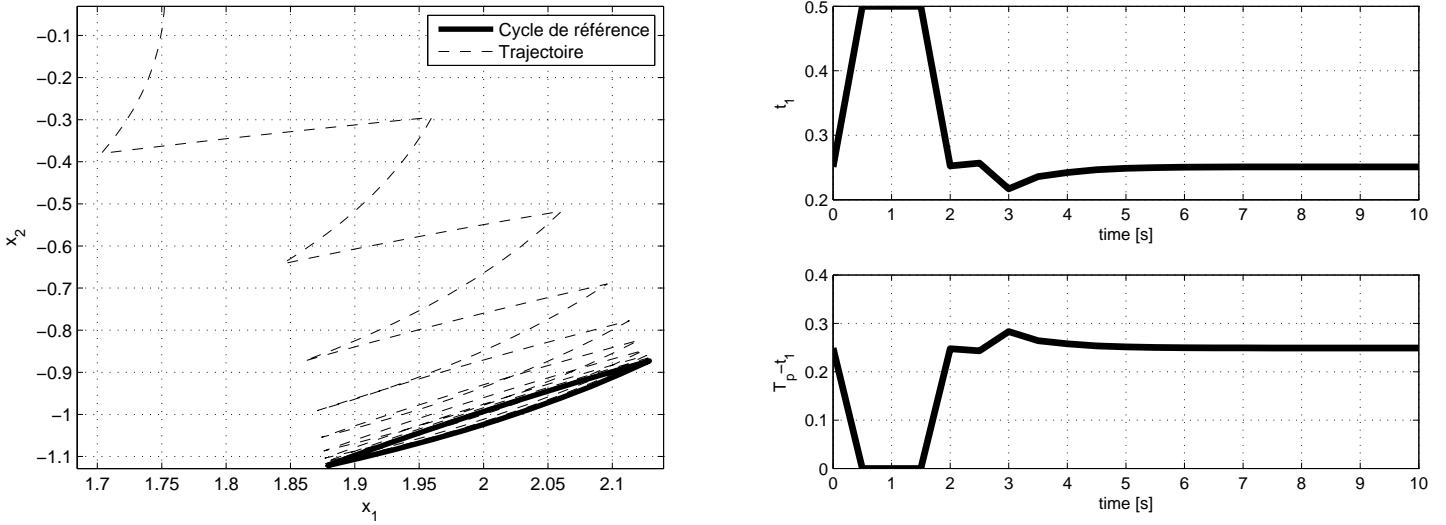 −0.1
−0.2
−0.3
−0.4
−0.5
−0.6
−0.7
−0.8
−0.9
−1
−1.1
x₂
1.7
1.75
1.8
1.85
1.9
1.95
2
2.05
2.1
x₁
Cycle de référence
Trajectoire
0.5
0.4
0.3
0.2
t₁
0 1 2 3 4 5 6 7 8 9 10
time [s]
0.4
0.3
0.2
0.1
0
Tₚ−t₁
0 1 2 3 4 5 6 7 8 9 10
time [s]